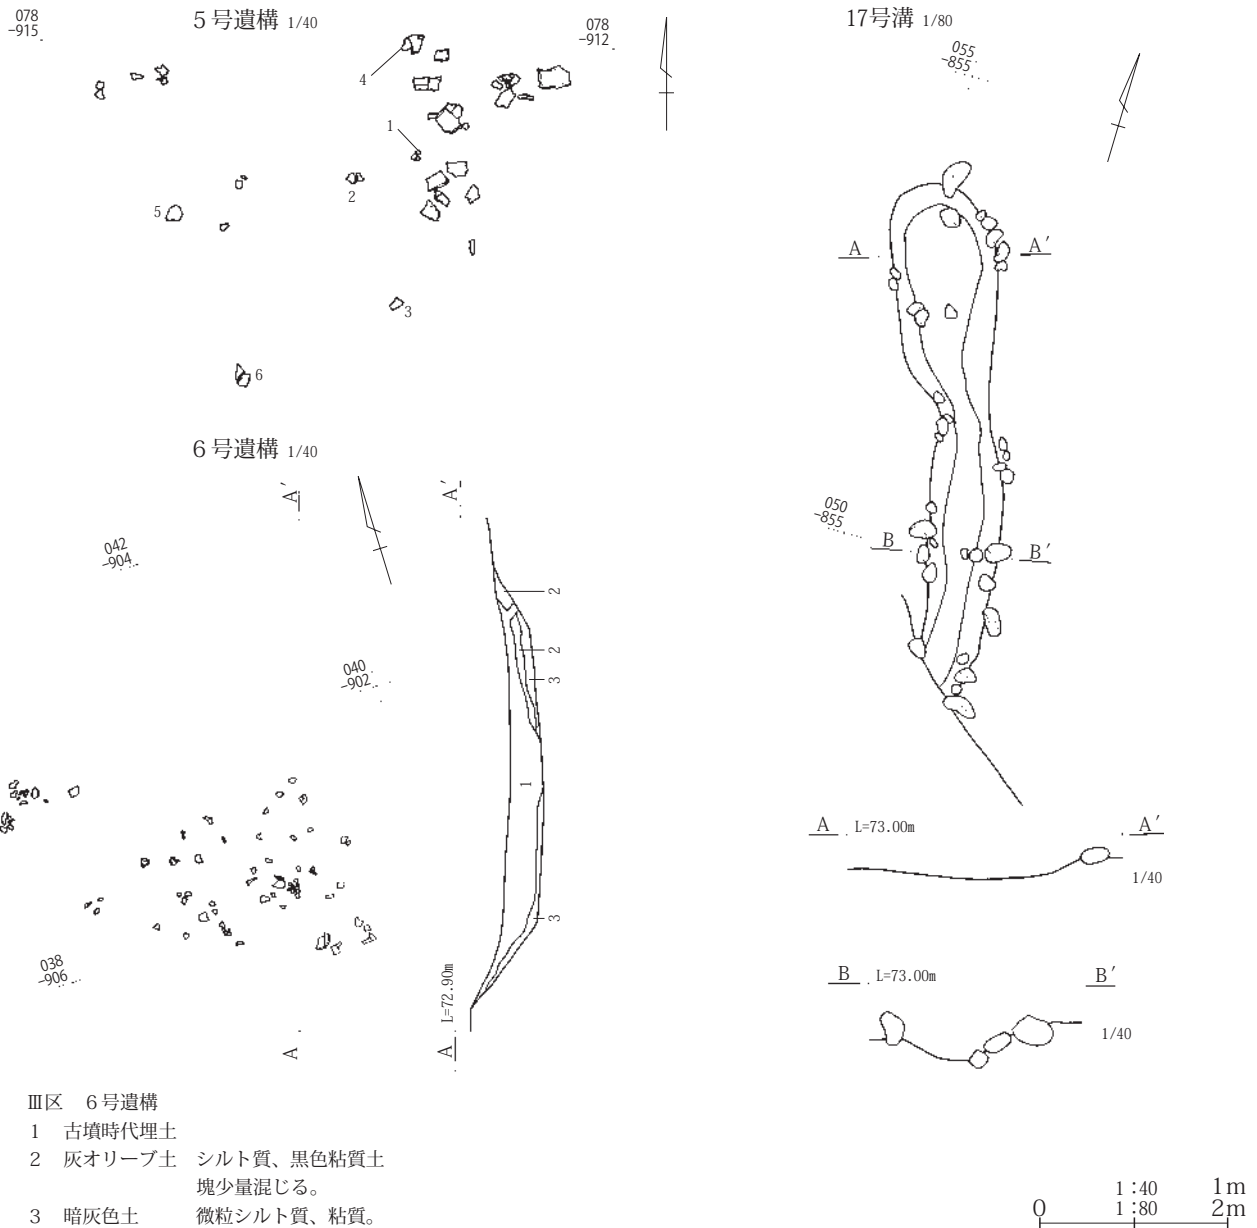 5号遺構 1/40
078
-915
078
-912
4
1
2
5
3
6
6号遺構 1/40
A′
A′
042
-904
040
-902
2
2
3
1
3
038
-906
L=72.90m
A
A
Ⅲ区 6号遺構
1 古墳時代埋土
2 灰オリーブ土 シルト質、黒色粘質土
塊少量混じる。
3 暗灰色土 微粒シルト質、粘質。
17号溝 1/80
055
-855
A A′
050
-855
B B′
A L=73.00m A′
1/40
B L=73.00m B′
1/40
1:40 1m
0 1:80 2m